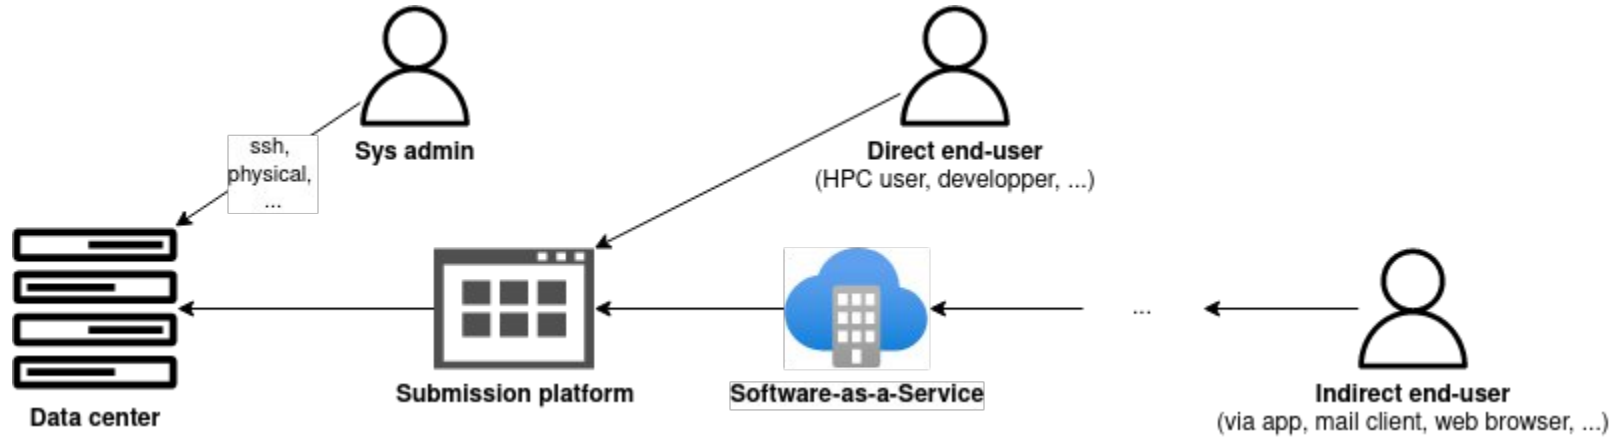 ssh,
physical,
...
Sys admin
Direct end-user
(HPC user, developper, ...)
...
Data center
Submission platform
Software-as-a-Service
Indirect end-user
(via app, mail client, web browser, ...)